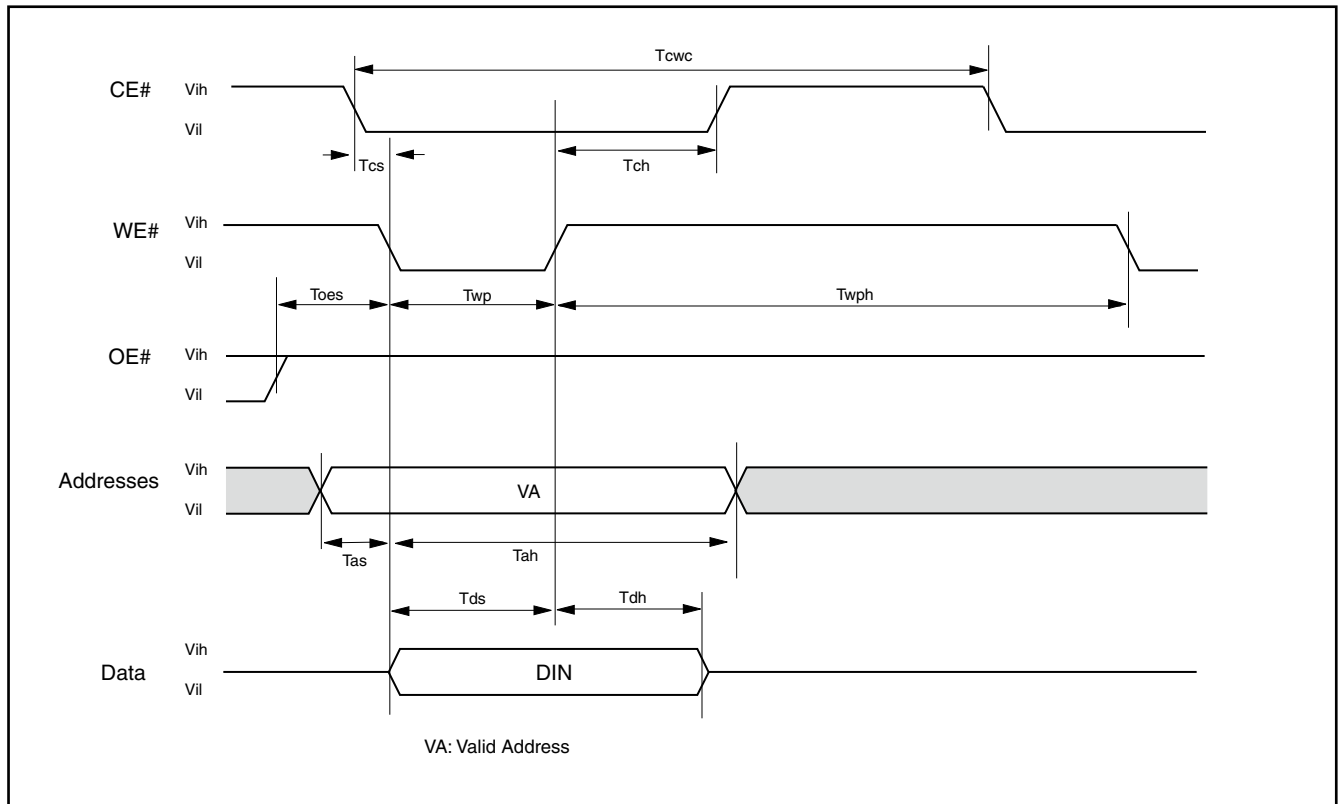 Tcwc
CE#
Vih
Vil
Tcs
Tch
WE#
Vih
Vil
Toes
Twp
Twph
OE#
Vih
Vil
Addresses
Vih
Vil
VA
Tas
Tah
Tds
Tdh
Data
Vih
Vil
DIN
VA: Valid Address